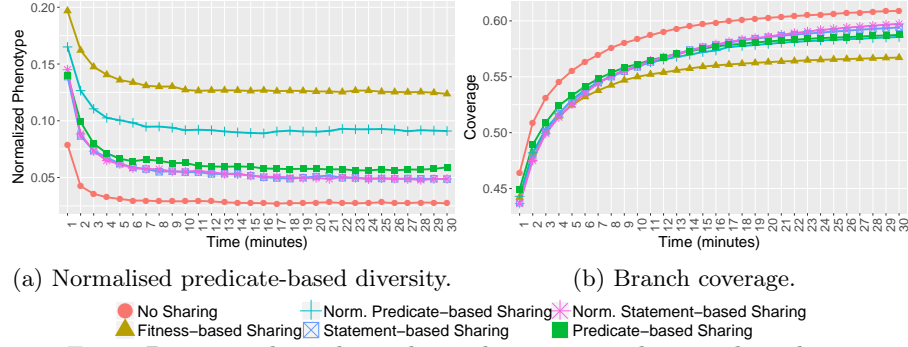 0.20
0.15
0.10
0.05
Normalized Phenotype
1 2 3 4 5 6 7 8 9 10 11 12 13 14 15 16 17 18 19 20 21 22 23 24 25 26 27 28 29 30
Time (minutes)
(a) Normalised predicate-based diversity.
0.60
0.55
0.50
0.45
Coverage
1 2 3 4 5 6 7 8 9 10 11 12 13 14 15 16 17 18 19 20 21 22 23 24 25 26 27 28 29 30
Time (minutes)
(b) Branch coverage.
No Sharing
Norm. Predicate-based Sharing
Norm. Statement-based Sharing
Fitness-based Sharing
Statement-based Sharing
Predicate-based Sharing